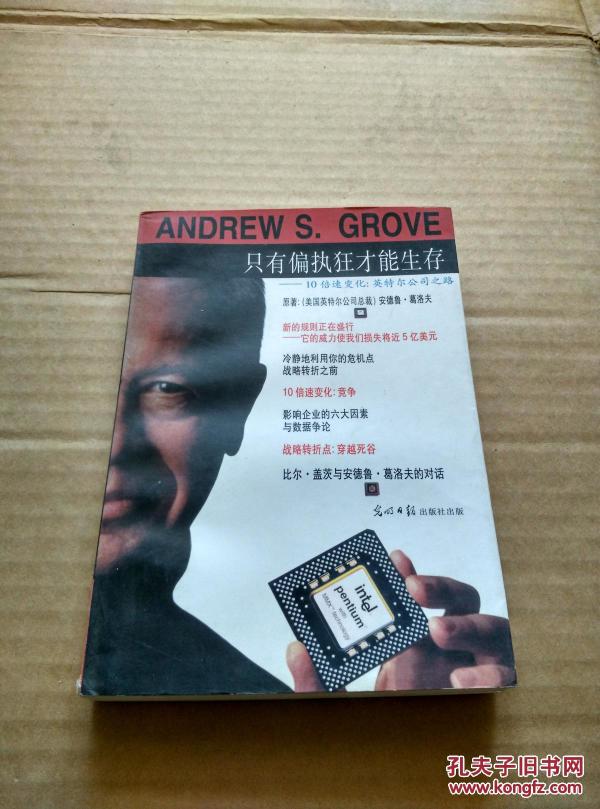 ANDREW S. GROVE
只有偏执狂才能生存
——10倍速变化:英特尔公司之路
原著:(美国英特尔公司总裁)安德鲁·葛洛夫
新的规则正在盛行
——它的威力使我们损失将近5亿美元
冷静地利用你的危机点
战略转折之前
10倍速变化:竞争
影响企业的六大因素
与数据争论
战略转折点:穿越死谷
比尔·盖茨与安德鲁·葛洛夫的对话
光明日报出版社出版
intel
pentium
with
MMX technology
孔夫子旧书网
www.kongfz.com